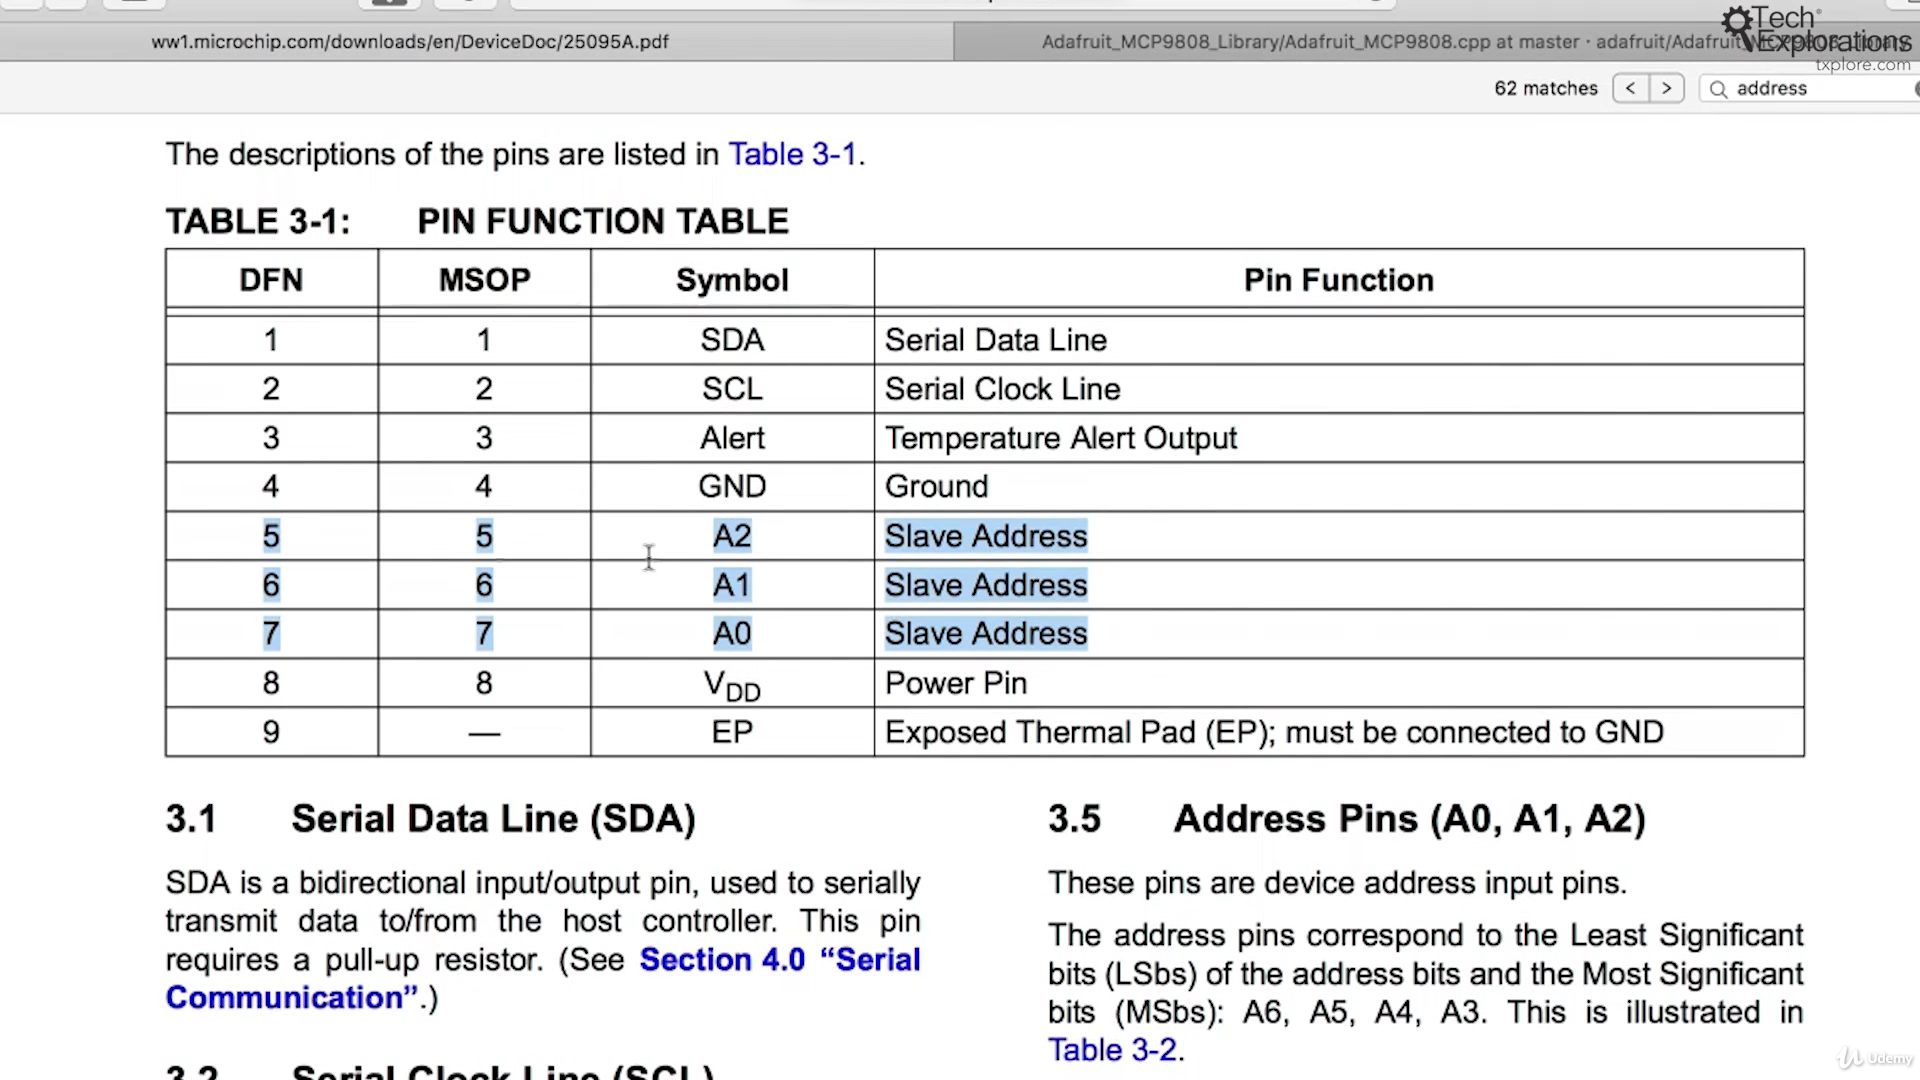 ww1.microchip.com/downloads/en/DeviceDoc/25095A.pdf
Adafruit_MCP9808_Library/Adafruit_MCP9808.cpp at master · adafruit/Adafruit_MCP9808_Library
Tech
Explorations
txplore.com
62 matches
address
The descriptions of the pins are listed in Table 3-1.
TABLE 3-1: PIN FUNCTION TABLE
DFN MSOP Symbol Pin Function
1 1 SDA Serial Data Line
2 2 SCL Serial Clock Line
3 3 Alert Temperature Alert Output
4 4 GND Ground
5 5 A2 Slave Address
6 6 A1 Slave Address
7 7 A0 Slave Address
8 8 VDD Power Pin
9 — EP Exposed Thermal Pad (EP); must be connected to GND
3.1 Serial Data Line (SDA)
SDA is a bidirectional input/output pin, used to serially
transmit data to/from the host controller. This pin
requires a pull-up resistor. (See Section 4.0 “Serial
Communication”.)
3.2 Serial Clock Line (SCL)
3.5 Address Pins (A0, A1, A2)
These pins are device address input pins.
The address pins correspond to the Least Significant
bits (LSbs) of the address bits and the Most Significant
bits (MSbs): A6, A5, A4, A3. This is illustrated in
Table 3-2.
Udemy